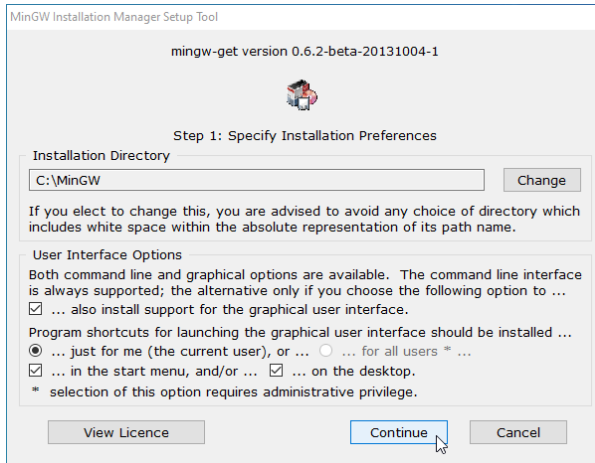 MinGW Installation Manager Setup Tool
mingw-get version 0.6.2-beta-20131004-1
Step 1: Specify Installation Preferences
Installation Directory
C:\MinGW
Change
If you elect to change this, you are advised to avoid any choice of directory which
includes white space within the absolute representation of its path name.
User Interface Options
Both command line and graphical options are available.  The command line interface
is always supported; the alternative only if you choose the following option to ...
... also install support for the graphical user interface.
Program shortcuts for launching the graphical user interface should be installed ...
... just for me (the current user), or ... ... for all users * ...
... in the start menu, and/or ... ... on the desktop.
* selection of this option requires administrative privilege.
View Licence Continue Cancel